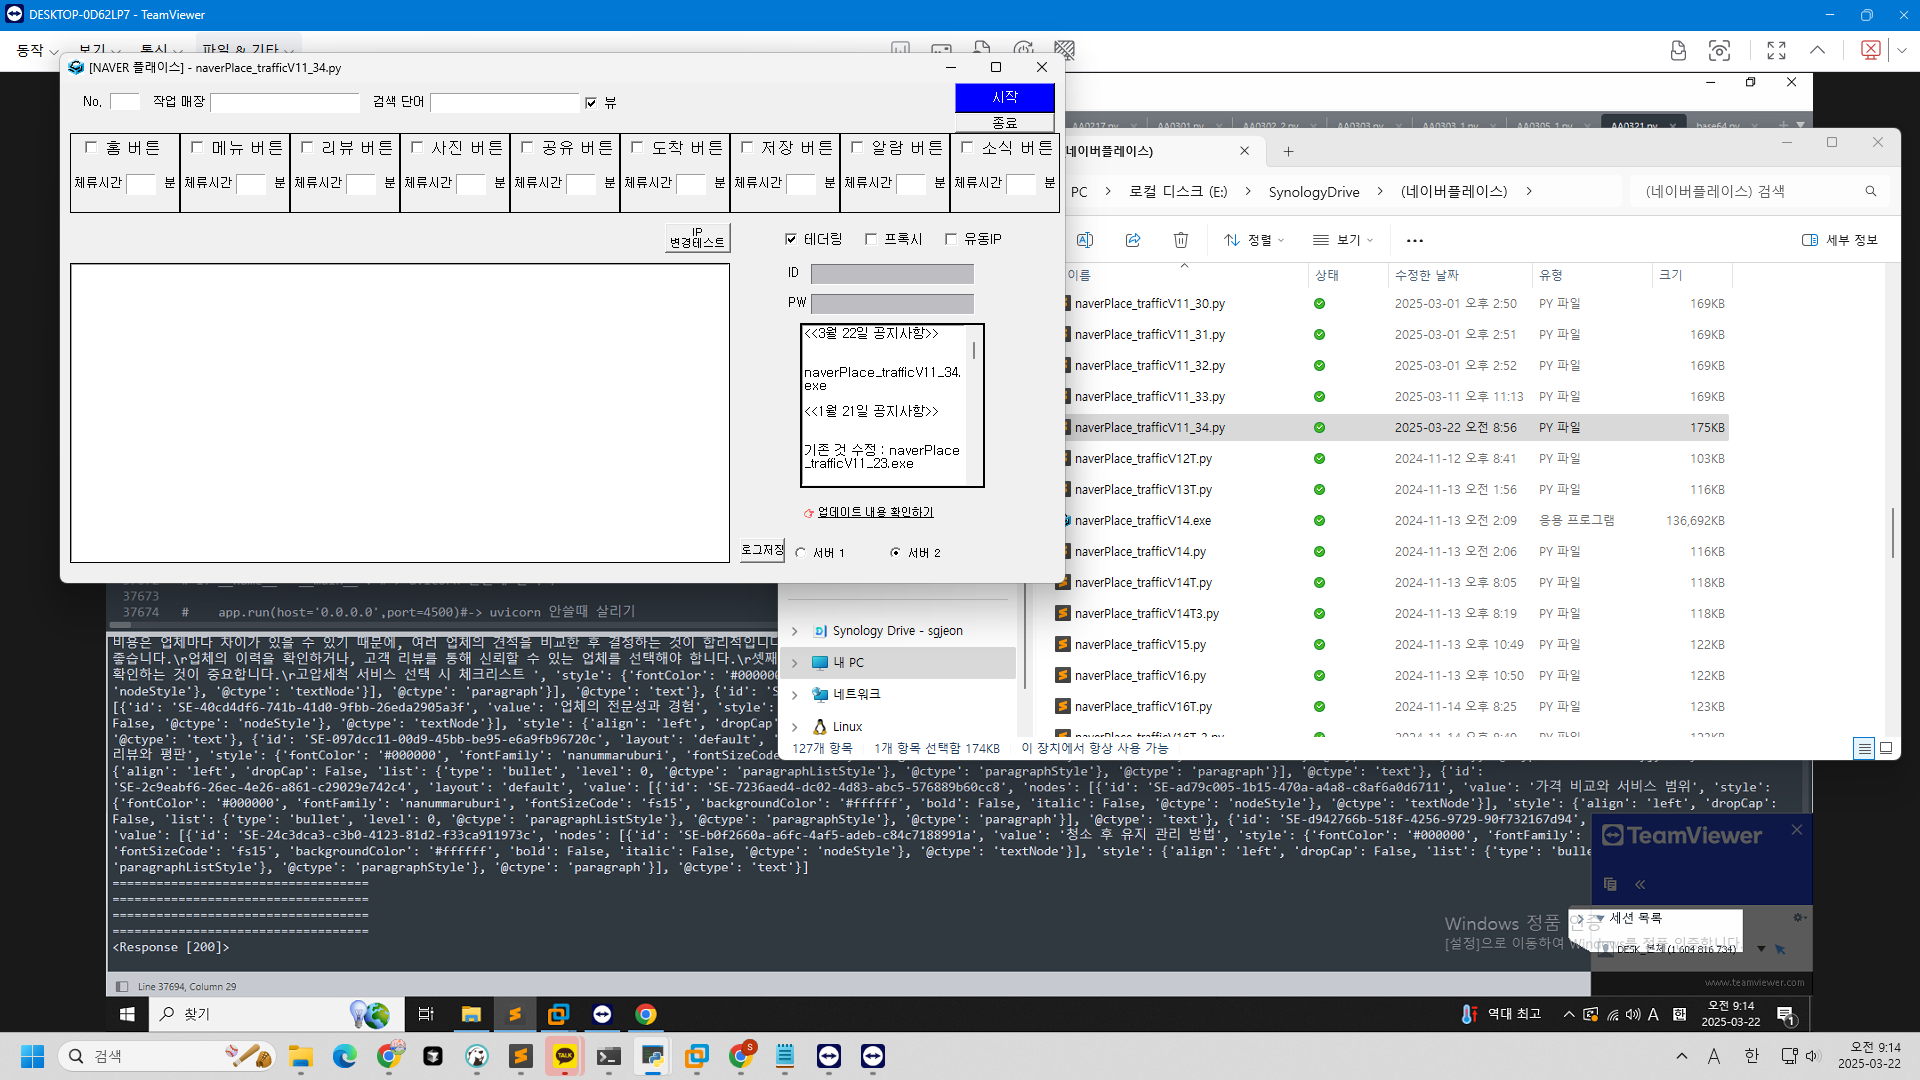 DESKTOP-0D62LP7 - TeamViewer
동작 보기 통신 파일 & 기타
[NAVER 플래이스] - naverPlace_trafficV11_34.py
No. 작업 매장 검색 단어 뷰
시작
종료
홈 버튼 메뉴 버튼 리뷰 버튼 사진 버튼 공유 버튼 도착 버튼 저장 버튼 알람 버튼 소식 버튼
체류시간 분 체류시간 분 체류시간 분 체류시간 분 체류시간 분 체류시간 분 체류시간 분 체류시간 분 체류시간 분
IP
변경테스트
테더링 프록시 유동IP
ID
PW
<<3월 22일 공지사항>>
naverPlace_trafficV11_34.
exe
<<1월 21일 공지사항>>
기존 것 수정 : naverPlace
_trafficV11_23.exe
업데이트 내용 확인하기
로그저장 서버 1 서버 2
AA0217.py AA0301.py AA0302_2.py AA0303.py AA0303_1.py AA0305_1.py AA0321.py base64.py
네이버플레이스)
PC > 로컬 디스크 (E:) > SynologyDrive > (네이버플레이스) >
(네이버플레이스) 검색
정렬 보기 세부 정보
이름 상태 수정한 날짜 유형 크기
naverPlace_trafficV11_30.py 2025-03-01 오후 2:50 PY 파일 169KB
naverPlace_trafficV11_31.py 2025-03-01 오후 2:51 PY 파일 169KB
naverPlace_trafficV11_32.py 2025-03-01 오후 2:52 PY 파일 169KB
naverPlace_trafficV11_33.py 2025-03-11 오후 11:13 PY 파일 169KB
naverPlace_trafficV11_34.py 2025-03-22 오전 8:56 PY 파일 175KB
naverPlace_trafficV12T.py 2024-11-12 오후 8:41 PY 파일 103KB
naverPlace_trafficV13T.py 2024-11-13 오전 1:56 PY 파일 116KB
naverPlace_trafficV14.exe 2024-11-13 오전 2:09 응용 프로그램 136,692KB
naverPlace_trafficV14.py 2024-11-13 오전 2:06 PY 파일 116KB
naverPlace_trafficV14T.py 2024-11-13 오후 8:05 PY 파일 118KB
naverPlace_trafficV14T3.py 2024-11-13 오후 8:19 PY 파일 118KB
naverPlace_trafficV15.py 2024-11-13 오후 10:49 PY 파일 122KB
naverPlace_trafficV16.py 2024-11-13 오후 10:50 PY 파일 122KB
naverPlace_trafficV16T.py 2024-11-14 오후 8:25 PY 파일 123KB
Synology Drive - sgjeon
내 PC
네트워크
Linux
127개 항목 1개 항목 선택함 174KB 이 장치에서 항상 사용 가능
37673
37674 # app.run(host='0.0.0.0',port=4500)#-> uvicorn 안쓸때 살리기
비용은 업체마다 차이가 있을 수 있기 때문에, 여러 업체의 견적을 비교한 후 결정하는 것이 합리적입니다
좋습니다.\r업체의 이력을 확인하거나, 고객 리뷰를 통해 신뢰할 수 있는 업체를 선택해야 합니다.\r셋째
확인하는 것이 중요합니다.\r고압세척 서비스 선택 시 체크리스트 ', 'style': {'fontColor': '#000000
'nodeStyle'}, '@ctype': 'textNode'}], '@ctype': 'paragraph'}], '@ctype': 'text'}, {'id': 'S
[{'id': 'SE-40cd4df6-741b-41d0-9fbb-26eda2905a3f', 'value': '업체의 전문성과 경험', 'style':
False, '@ctype': 'nodeStyle'}, '@ctype': 'textNode'}], 'style': {'align': 'left', 'dropCap'
'@ctype': 'text'}, {'id': 'SE-097dcc11-00d9-45bb-be95-e6a9fb96720c', 'layout': 'default', '
리뷰와 평판', 'style': {'fontColor': '#000000', 'fontFamily': 'nanummaruburi', 'fontSizeCode
{'align': 'left', 'dropCap': False, 'list': {'type': 'bullet', 'level': 0, '@ctype': 'paragraphListStyle'}, '@ctype': 'paragraphStyle'}, '@ctype': 'paragraph'}], '@ctype': 'text'}, {'id':
'SE-2c9eabf6-26ec-4e26-a861-c29029e742c4', 'layout': 'default', 'value': [{'id': 'SE-7236aed4-dc02-4d83-abc5-576889b60cc8', 'nodes': [{'id': 'SE-ad79c005-1b15-470a-a4a8-c8af6a0d6711', 'value': '가격 비교와 서비스 범위', 'style':
{'fontColor': '#000000', 'fontFamily': 'nanummaruburi', 'fontSizeCode': 'fs15', 'backgroundColor': '#ffffff', 'bold': False, 'italic': False, '@ctype': 'nodeStyle'}, '@ctype': 'textNode'}], 'style': {'align': 'left', 'dropCap':
False, 'list': {'type': 'bullet', 'level': 0, '@ctype': 'paragraphListStyle'}, '@ctype': 'paragraphStyle'}, '@ctype': 'paragraph'}], '@ctype': 'text'}, {'id': 'SE-d942766b-518f-4256-9729-90f732167d94',
'value': [{'id': 'SE-24c3dca3-c3b0-4123-81d2-f33ca911973c', 'nodes': [{'id': 'SE-b0f2660a-a6fc-4af5-adeb-c84c7188991a', 'value': '청소 후 유지 관리 방법', 'style': {'fontColor': '#000000', 'fontFamily':
'fontSizeCode': 'fs15', 'backgroundColor': '#ffffff', 'bold': False, 'italic': False, '@ctype': 'nodeStyle'}, '@ctype': 'textNode'}], 'style': {'align': 'left', 'dropCap': False, 'list': {'type': 'bulle
'paragraphListStyle'}, '@ctype': 'paragraphStyle'}, '@ctype': 'paragraph'}], '@ctype': 'text'}]
==================================
==================================
==================================
==================================
<Response [200]>
Line 37694, Column 29
TeamViewer
세션 목록
DESK_본체 (1 604 816 734)
www.teamviewer.com
Windows 정품 인증
[설정]으로 이동하여 Windows를 정품 인증합니다.
찾기
역대 최고 A 한 오전 9:14
2025-03-22
1
검색
TALK
S
A 한 오전 9:14
2025-03-22